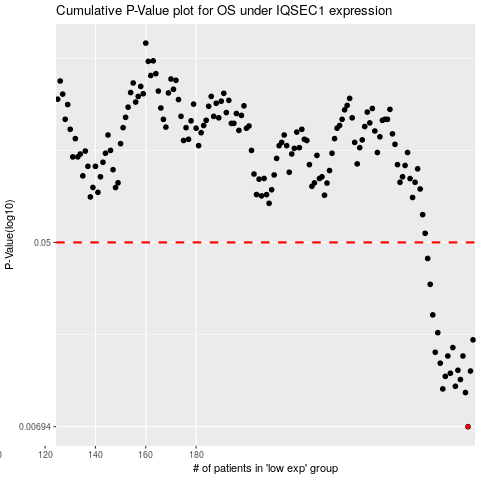 Cumulative P-Value plot for OS under IQSEC1 expression
P-Value(log10)
0.05
0.00694
0 120 140 160 180
# of patients in 'low exp' group